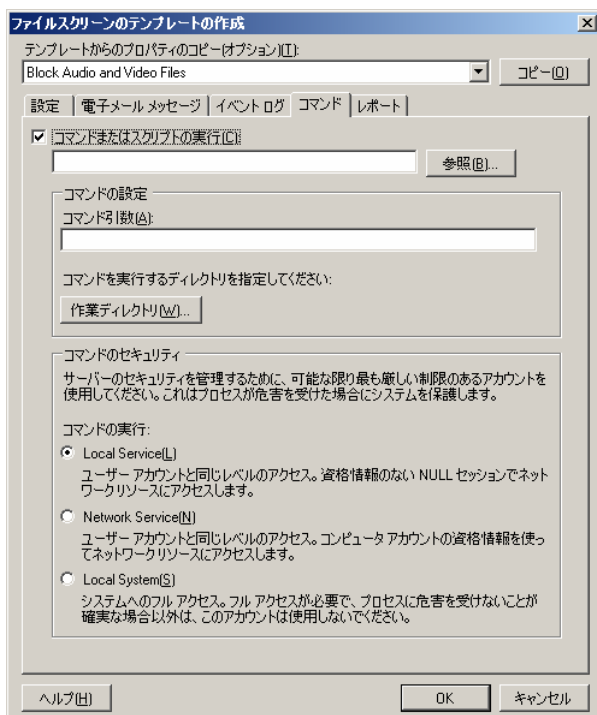 ファイルスクリーンのテンプレートの作成
テンプレートからのプロパティのコピー(オプション)(T):
Block Audio and Video Files
コピー(O)
設定
電子メール メッセージ
イベント ログ
コマンド
レポート
コマンドまたはスクリプトの実行(C):
参照(B)...
コマンドの設定
コマンド引数(A):
コマンドを実行するディレクトリを指定してください:
作業ディレクトリ(W)...
コマンドのセキュリティ
サーバーのセキュリティを管理するために、可能な限り最も厳しい制限のあるアカウントを
使用してください。これはプロセスが危害を受けた場合にシステムを保護します。
コマンドの実行:
Local Service(L)
ユーザー アカウントと同じレベルのアクセス。資格情報のない NULL セッションでネット
ワークリソースにアクセスします。
Network Service(N)
ユーザー アカウントと同じレベルのアクセス。コンピュータ アカウントの資格情報を使っ
てネットワークリソースにアクセスします。
Local System(S)
システムへのフル アクセス。フル アクセスが必要で、プロセスに危害を受けないことが
確実な場合以外は、このアカウントは使用しないでください。
ヘルプ(H)
OK
キャンセル